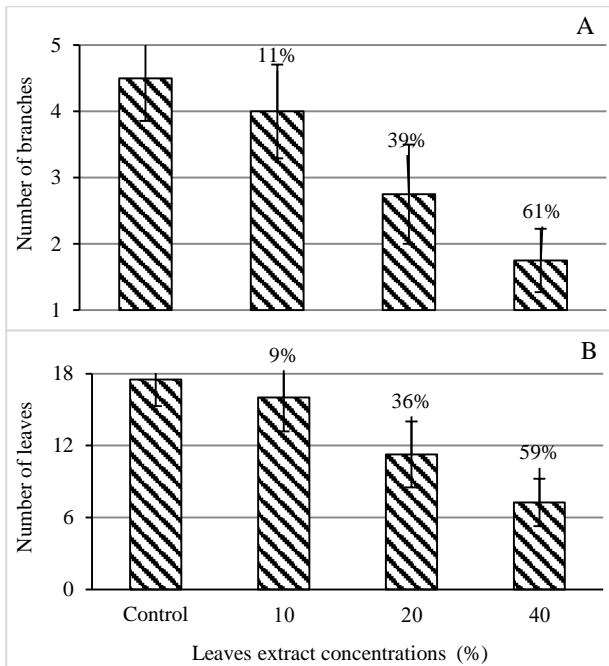 A
Number of branches
5
4
3
2
1
11%
39%
61%
B
Number of leaves
18
12
6
0
9%
36%
59%
Control 10 20 40
Leaves extract concentrations (%)